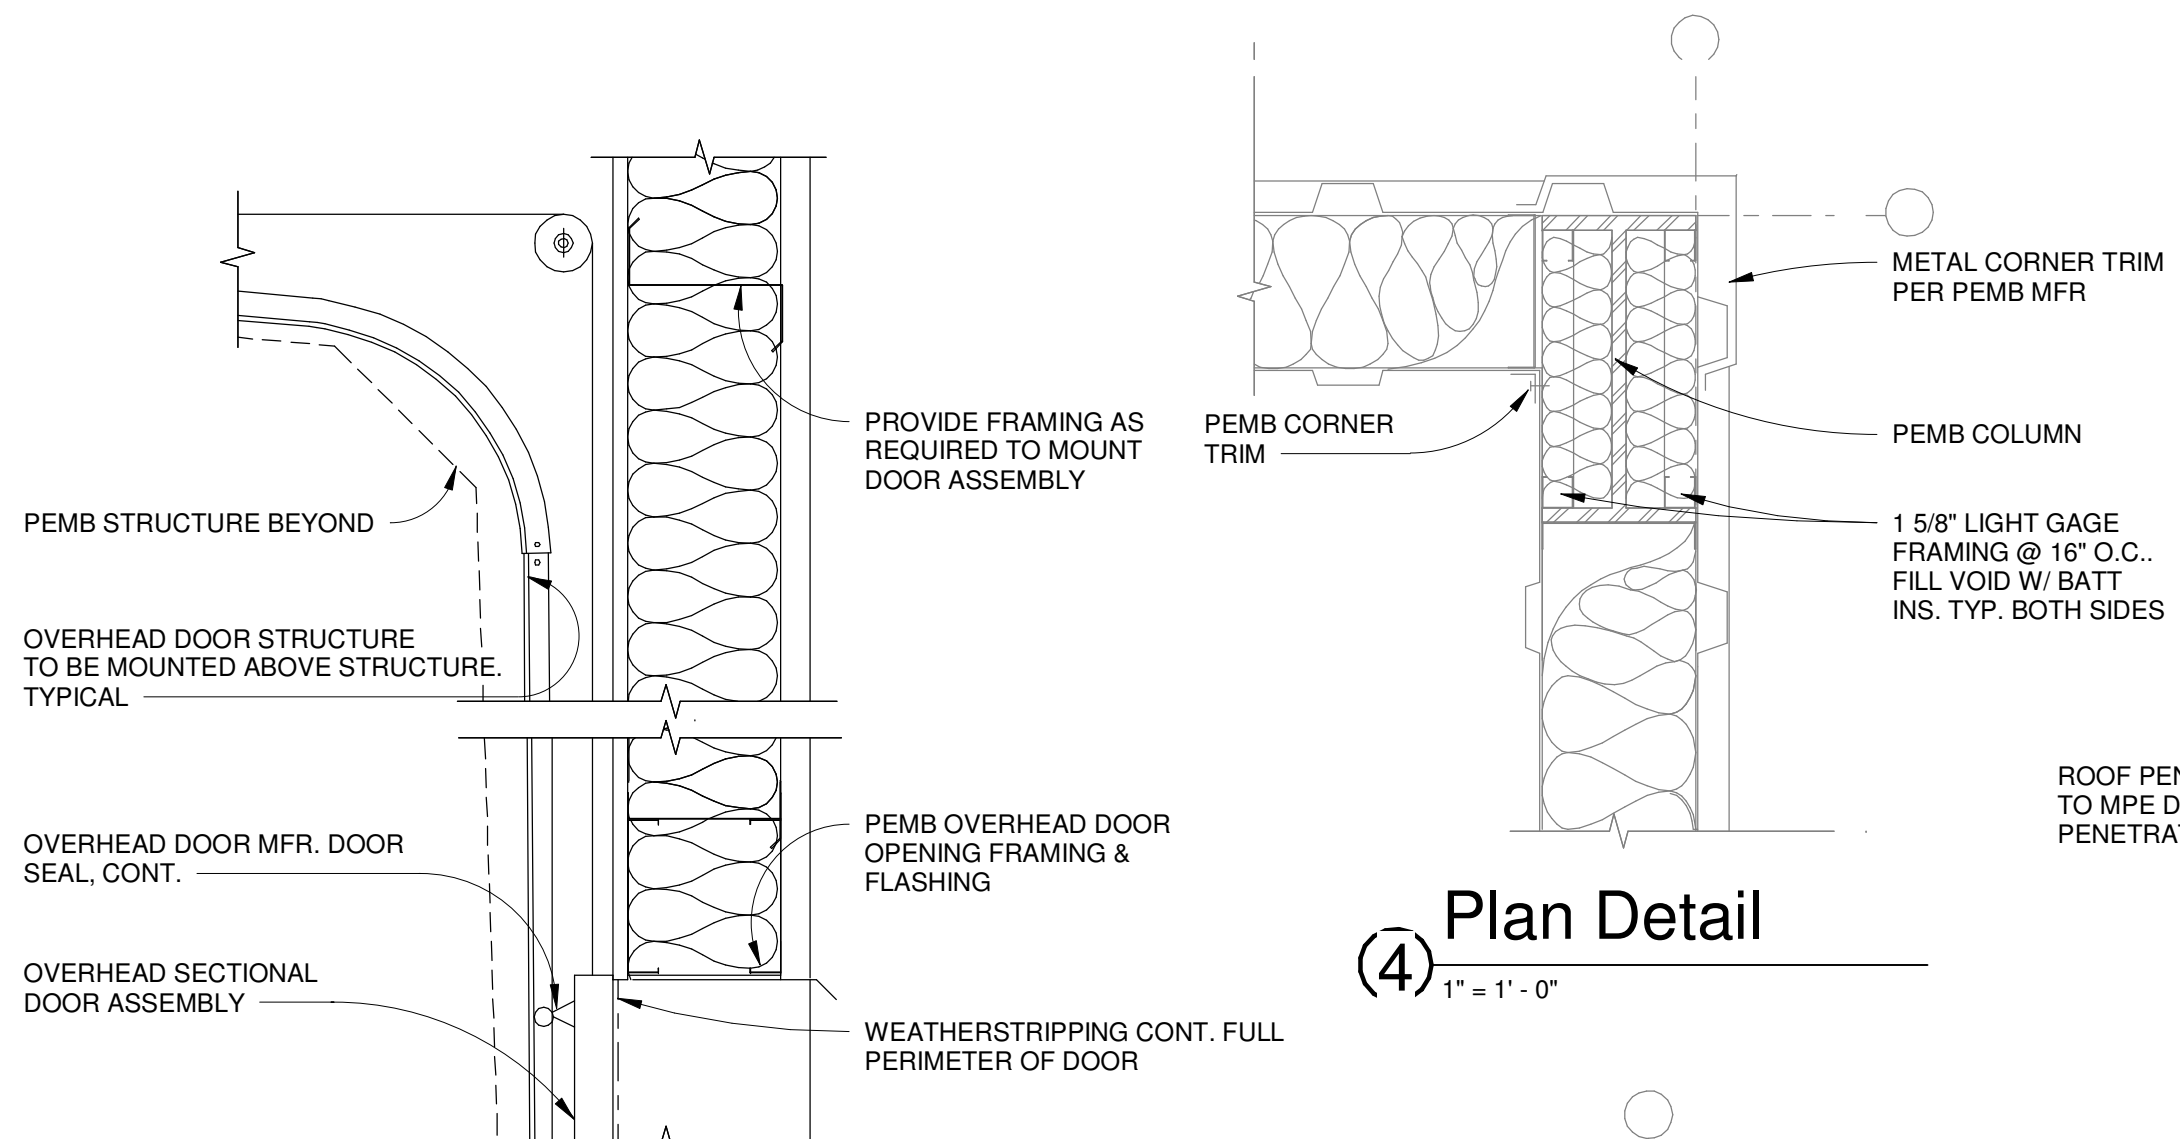 PROVIDE FRAMING AS
REQUIRED TO MOUNT
DOOR ASSEMBLY
PEMB STRUCTURE BEYOND
OVERHEAD DOOR STRUCTURE
TO BE MOUNTED ABOVE STRUCTURE.
TYPICAL
OVERHEAD DOOR MFR. DOOR
SEAL, CONT.
PEMB OVERHEAD DOOR
OPENING FRAMING &
FLASHING
OVERHEAD SECTIONAL
DOOR ASSEMBLY
WEATHERSTRIPPING CONT. FULL
PERIMETER OF DOOR
METAL CORNER TRIM
PER PEMB MFR
PEMB CORNER
TRIM
PEMB COLUMN
1 5/8" LIGHT GAGE
FRAMING @ 16" O.C..
FILL VOID W/ BATT
INS. TYP. BOTH SIDES
4
Plan Detail
1" = 1' - 0"
ROOF
TO MPE